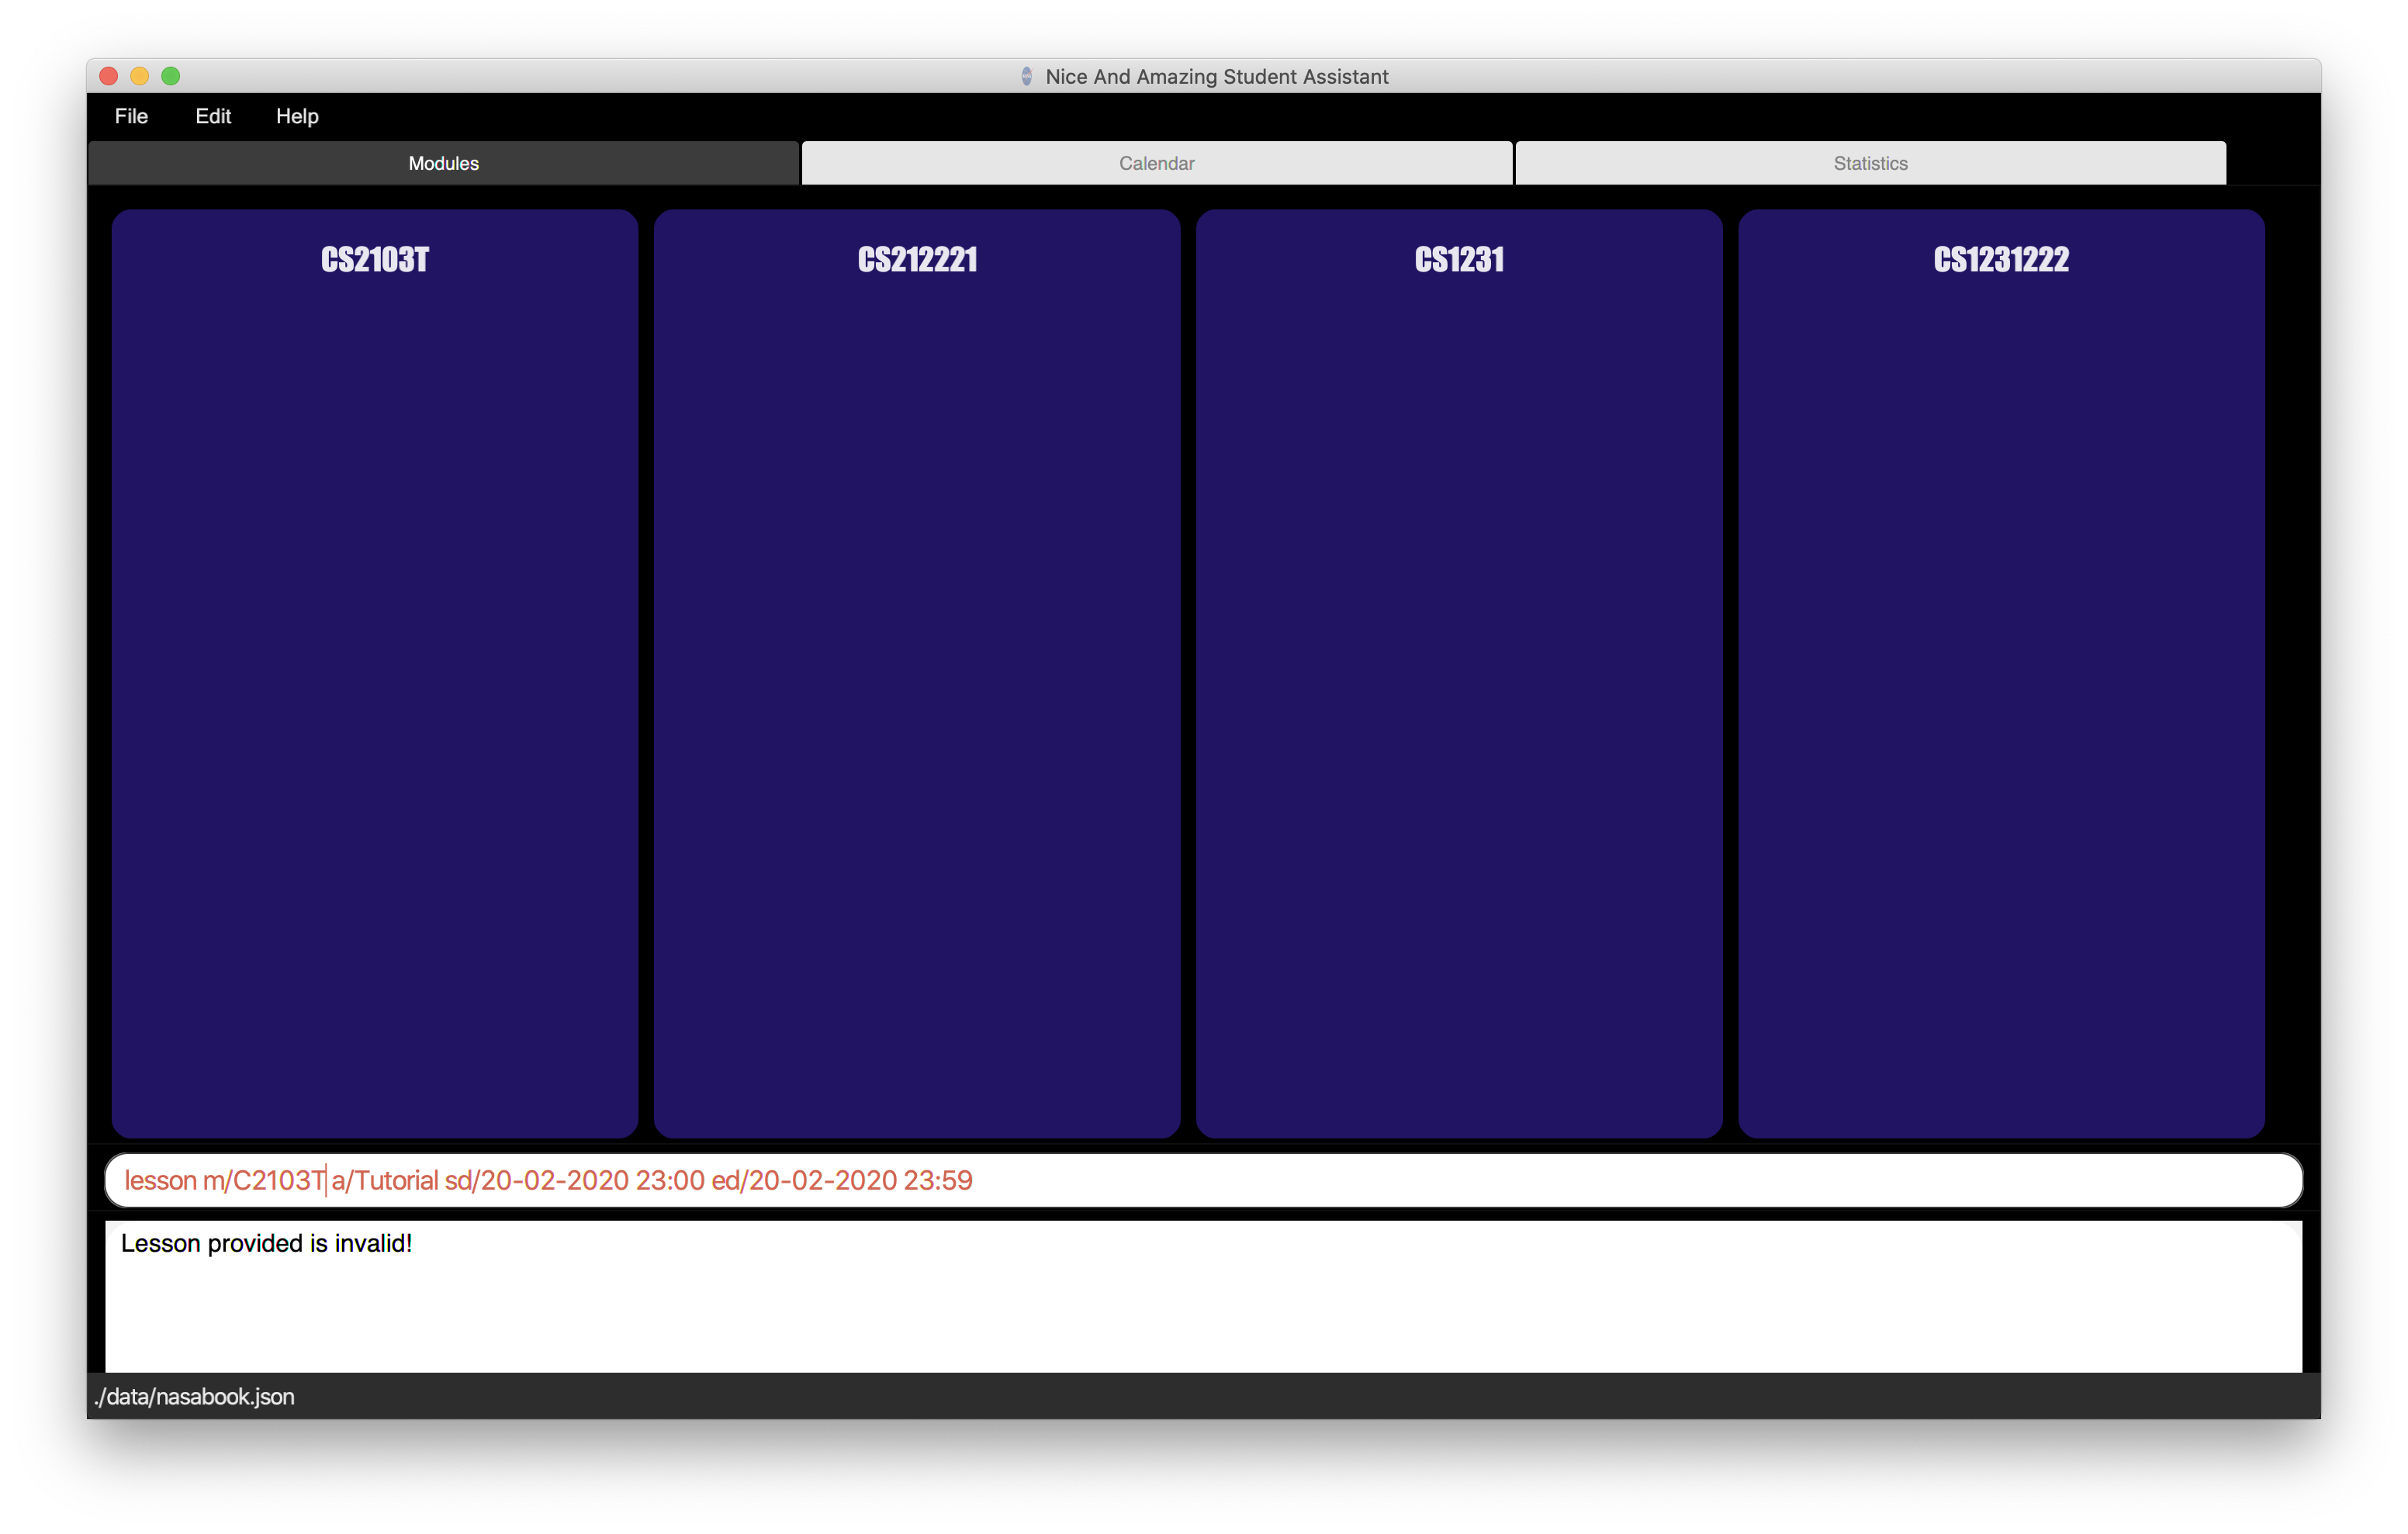 Nice And Amazing Student Assistant
File Edit Help
Modules Calendar Statistics
CS2103T CS212221 CS1231 CS1231222
lesson m/C2103T a/Tutorial sd/20-02-2020 23:00 ed/20-02-2020 23:59
Lesson provided is invalid!
./data/nasabook.json